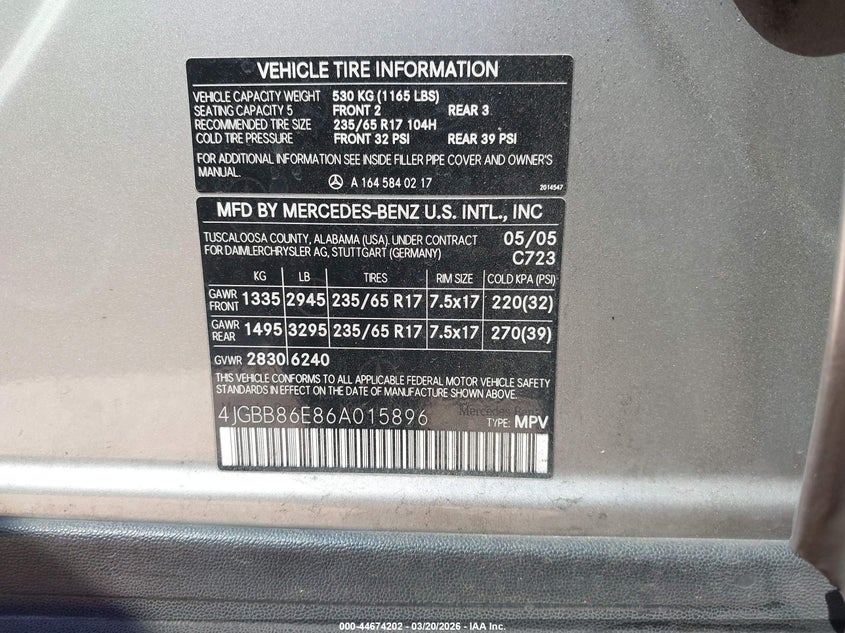 VEHICLE TIRE INFORMATION
VEHICLE CAPACITY WEIGHT 530 KG (1165 LBS)
SEATING CAPACITY 5 FRONT 2 REAR 3
RECOMMENDED TIRE SIZE 235/65 R17 104H
COLD TIRE PRESSURE FRONT 32 PSI REAR 39 PSI
FOR ADDITIONAL INFORMATION SEE INSIDE FILLER PIPE COVER AND OWNER'S
MANUAL.
A 164 584 02 17 2014547
MFD BY MERCEDES-BENZ U.S. INTL., INC
TUSCALOOSA COUNTY, ALABAMA (USA). UNDER CONTRACT 05/05
FOR DAIMLERCHRYSLER AG, STUTTGART (GERMANY) C723
KG LB TIRES RIM SIZE COLD KPA (PSI)
GAWR FRONT 1335 2945 235/65 R17 7.5x17 220(32)
GAWR REAR 1495 3295 235/65 R17 7.5x17 270(39)
GVWR 2830 6240
THIS VEHICLE CONFORMS TO ALL APPLICABLE FEDERAL MOTOR VEHICLE SAFETY
STANDARDS IN EFFECT ON THE DATE OF MANUFACTURE SHOWN ABOVE.
4JGBB86E86A015896 Mercedes Benz
TYPE: MPV
000-44674202 — 03/20/2026 — IAA Inc.